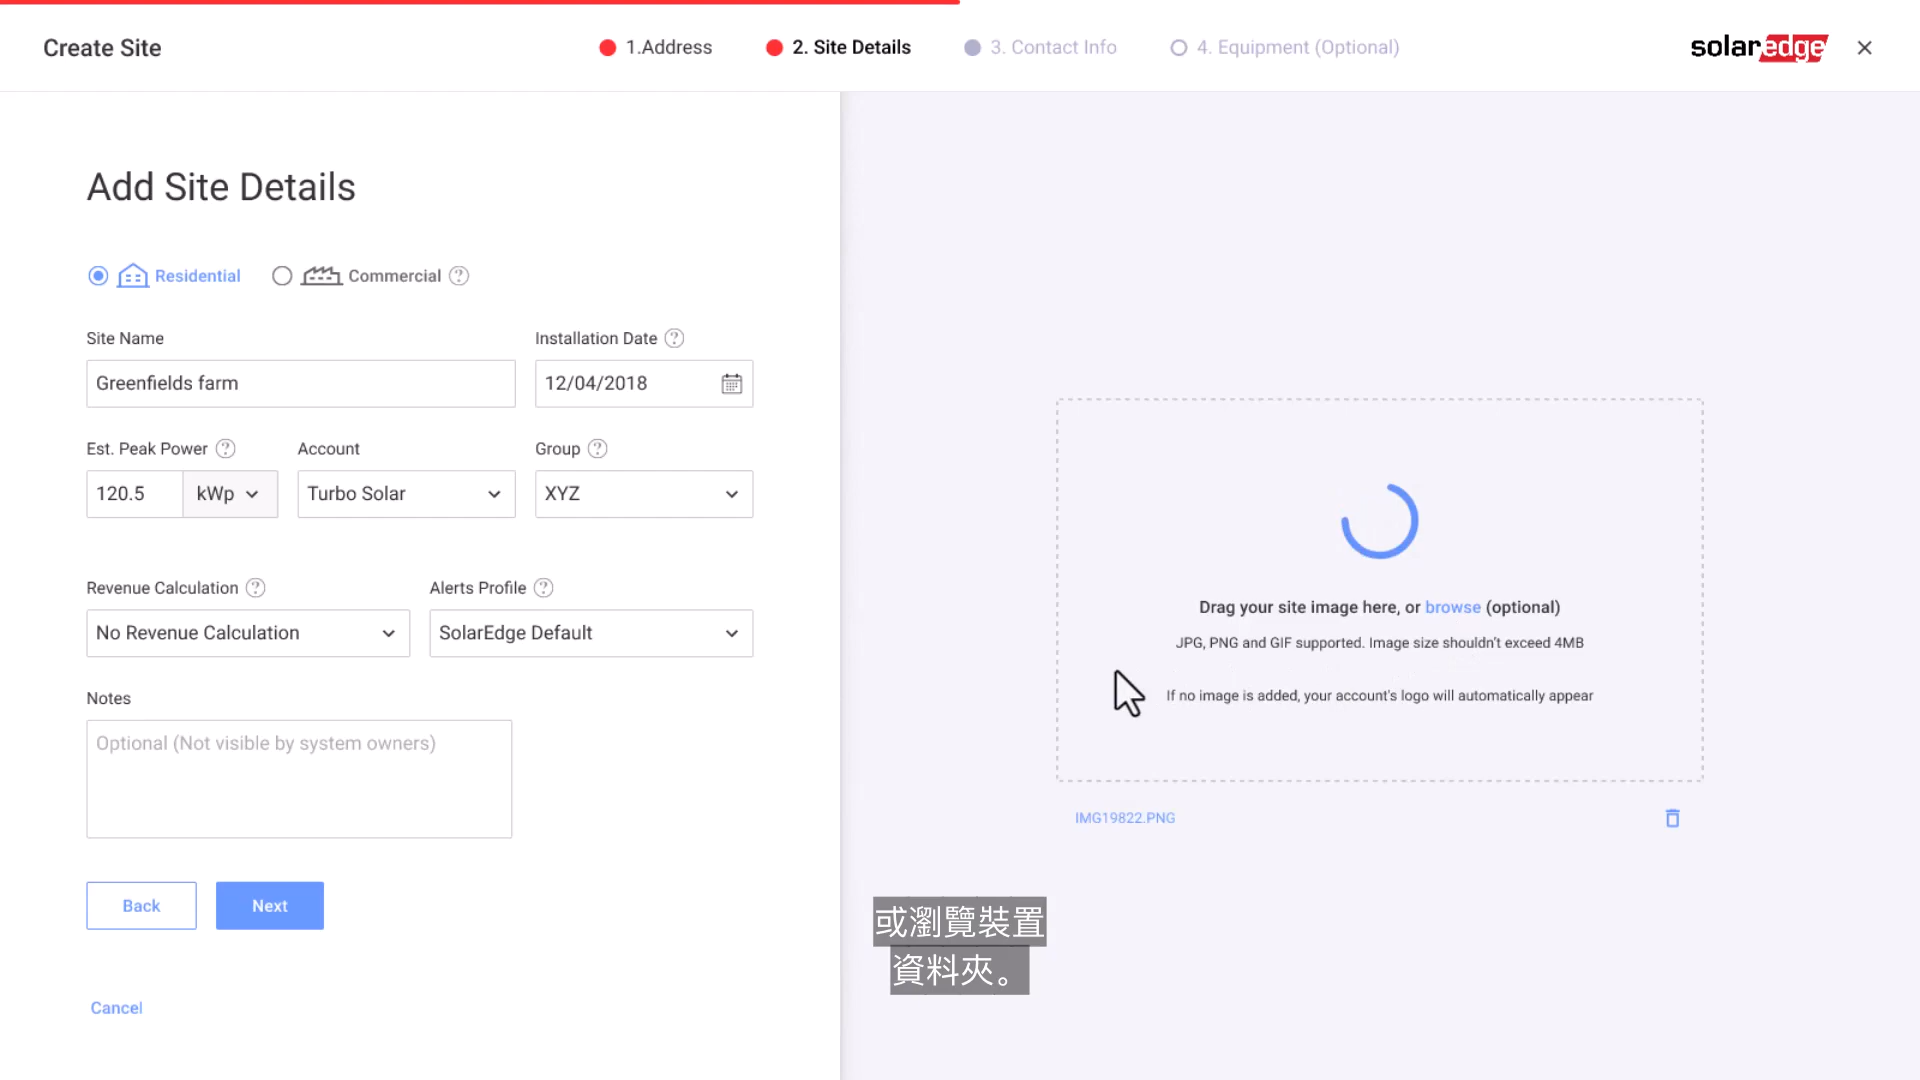 Create Site
1.Address
2. Site Details
3. Contact Info
4. Equipment (Optional)
solaredge
Add Site Details
Residential
Commercial ?
Site Name
Installation Date ?
Greenfields farm
12/04/2018
Est. Peak Power ?
Account
Group ?
120.5
kWp
Turbo Solar
XYZ
Revenue Calculation ?
Alerts Profile ?
No Revenue Calculation
SolarEdge Default
Notes
Optional (Not visible by system owners)
Back
Next
Cancel
Drag your site image here, or browse (optional)
JPG, PNG and GIF supported. Image size shouldn't exceed 4MB
If no image is added, your account's logo will automatically appear
IMG19822.PNG
或瀏覽裝置
資料夾。